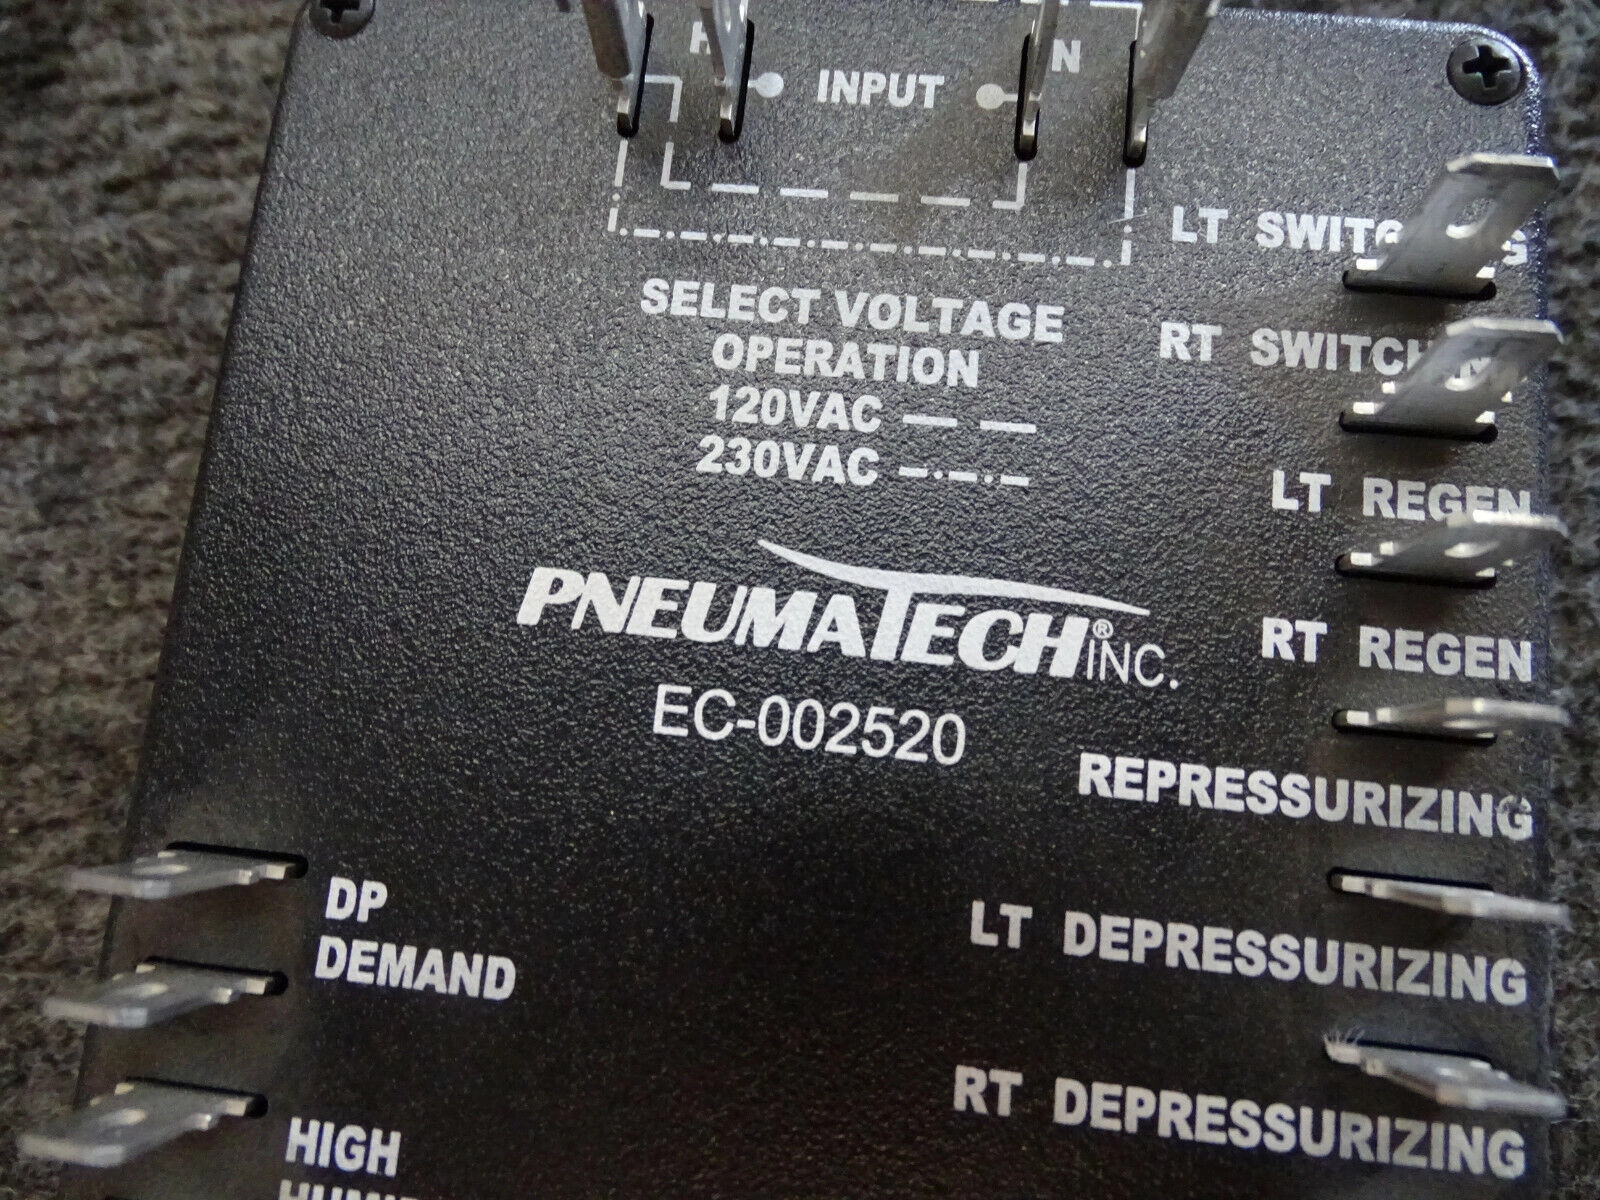 INPUT
N
SELECT VOLTAGE
OPERATION
120VAC
230VAC
PNEUMATECH® INC.
EC-002520
LT
RT
LT REGEN
RT REGEN
REPRESSURIZING
LT DEPRESSURIZING
RT DEPRESSURIZING
DP
DEMAND
HIGH